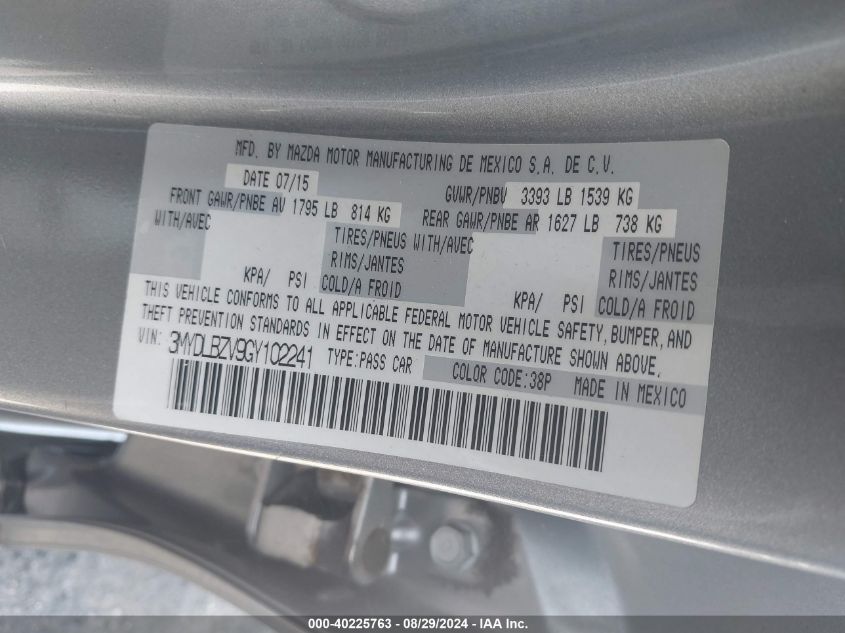 MFD. BY MAZDA MOTOR MANUFACTURING DE MEXICO S.A. DE C.V.
DATE 07/15 GVWR/PNBV 3393 LB 1539 KG
FRONT GAWR/PNBE AV 1795 LB 814 KG REAR GAWR/PNBE AR 1627 LB 738 KG
WITH/AVEC TIRES/PNEUS WITH/AVEC TIRES/PNEUS
RIMS/JANTES RIMS/JANTES
KPA/ PSI COLD/A FROID KPA/ PSI COLD/A FROID
THIS VEHICLE CONFORMS TO ALL APPLICABLE FEDERAL MOTOR VEHICLE SAFETY, BUMPER, AND
THEFT PREVENTION STANDARDS IN EFFECT ON THE DATE OF MANUFACTURE SHOWN ABOVE.
VIN: 3MYDLBZV9GY102241 TYPE:PASS CAR COLOR CODE:38P MADE IN MEXICO
000-40225763 - 08/29/2024 - IAA Inc.